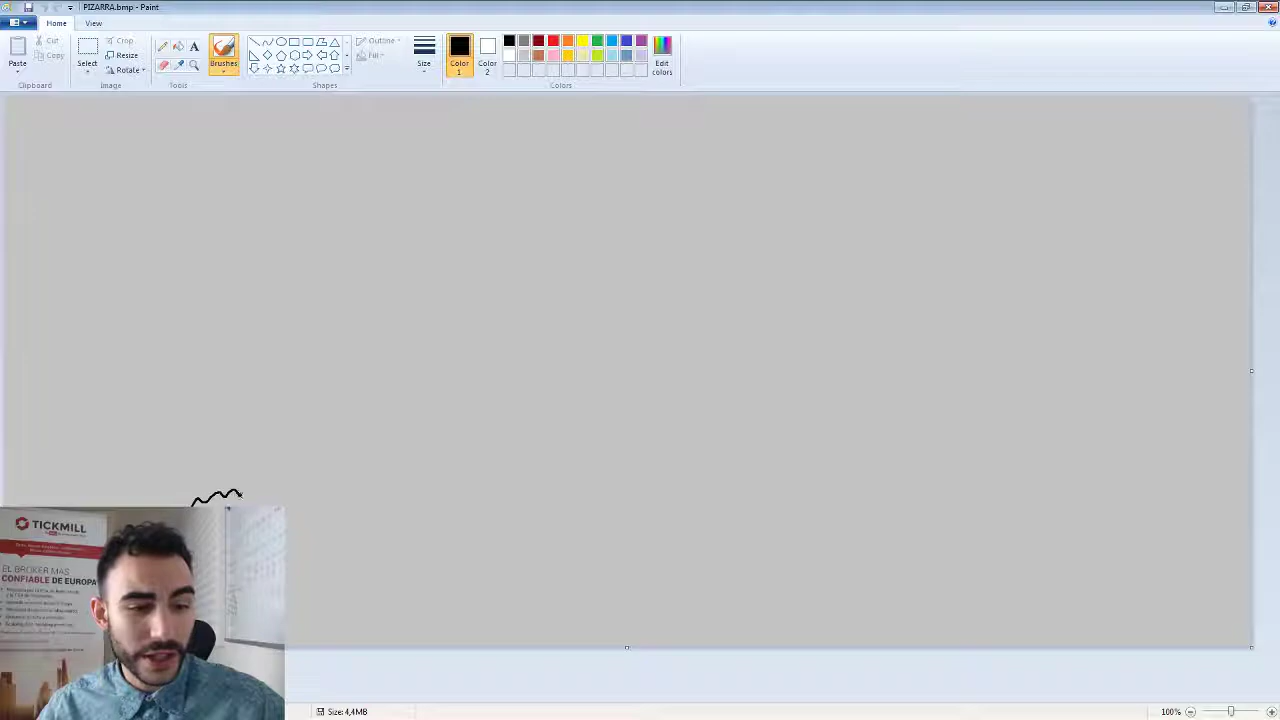 PIZARRA.bmp - Paint
Home
View
Paste
Cut
Copy
Clipboard
Select
Crop
Resize
Rotate
Image
Tools
Brushes
Shapes
Outline
Fill
Size
Color 1
Color 2
Edit colors
Colors
TICKMILL
EL BROKER MAS
CONFIABLE DE EUROPA
Size: 4,4MB
100%